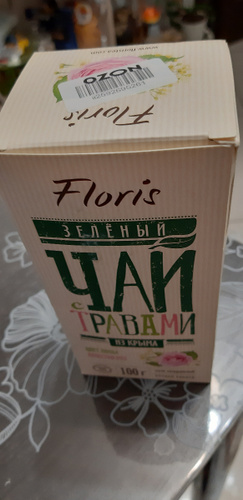 Floris
OZON
Floris
ЗЕЛЁНЫЙ
ЧАЙ
с
ТРАВАМИ
ИЗ КРЫМА
100 г